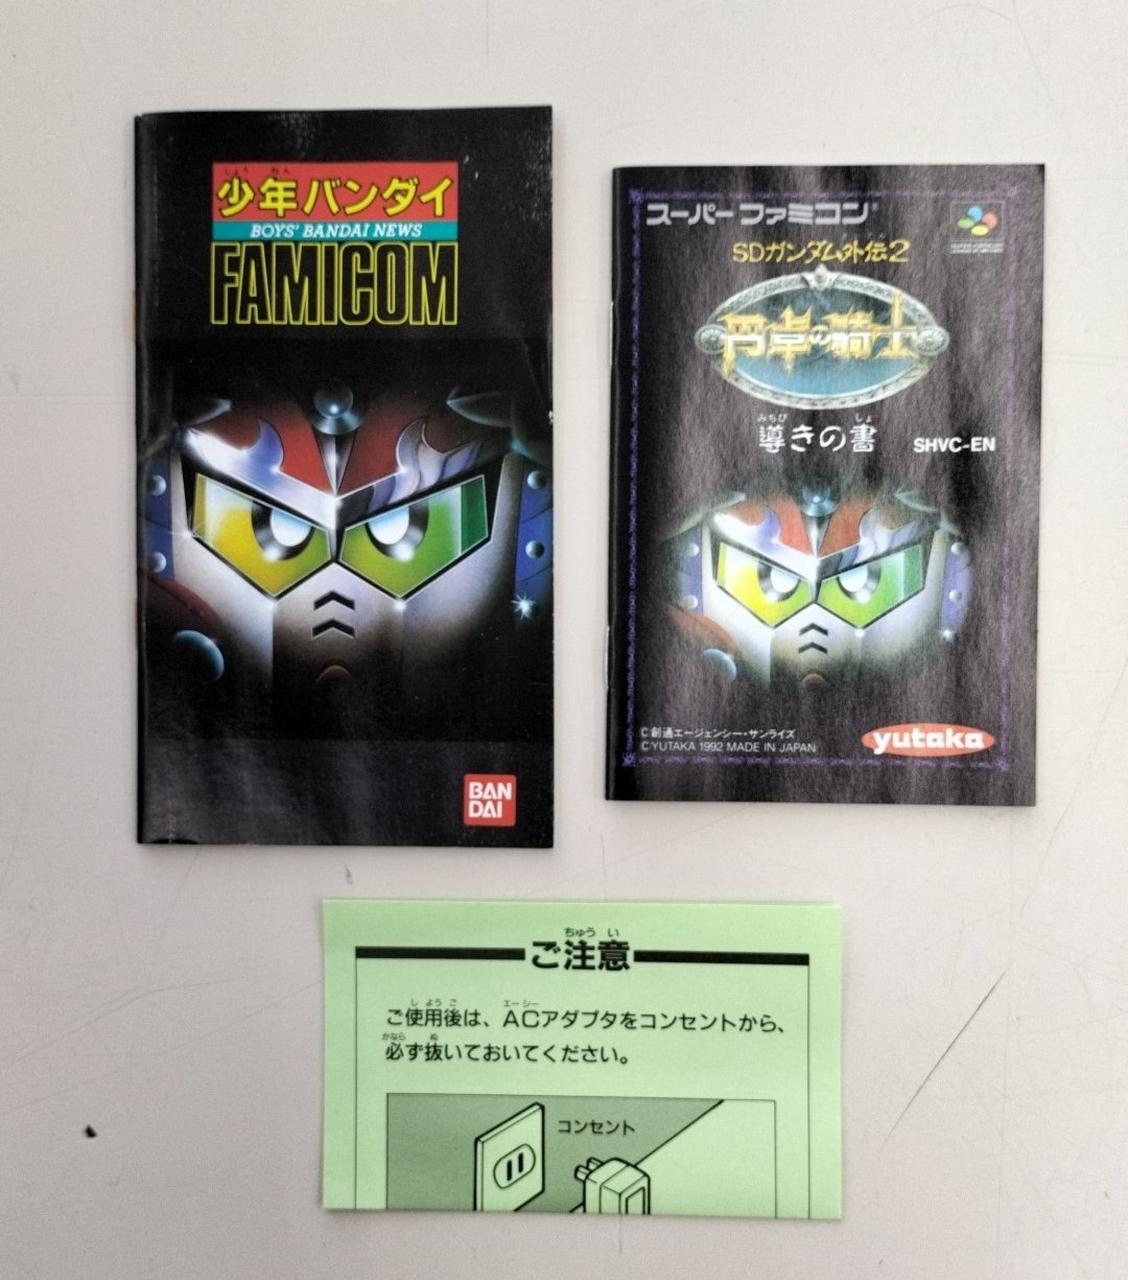 しょう ねん
少年バンダイ
BOYS' BANDAI NEWS
FAMICOM
BAN
DAI
スーパーファミコン
SDガンダム外伝2
円卓の騎士
みちび しょ
導きの書
SHVC-EN
C創通エージェンシー・サンライズ
CYUTAKA 1992 MADE IN JAPAN
yutaka
ちゅう い
ご注意
し よう ご エーシー
ご使用後は、ACアダプタをコンセントから、
かなら ぬ
必ず抜いておいてください。
コンセント